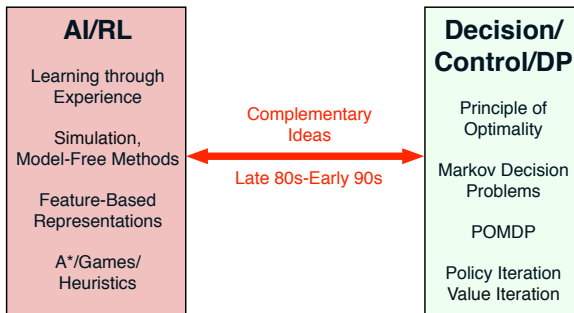 AI/RL
Learning through
Experience
Simulation,
Model-Free Methods
Feature-Based
Representations
A*/Games/
Heuristics
Complementary
Ideas
Late 80s-Early 90s
Decision/
Control/DP
Principle of
Optimality
Markov Decision
Problems
POMDP
Policy Iteration
Value Iteration